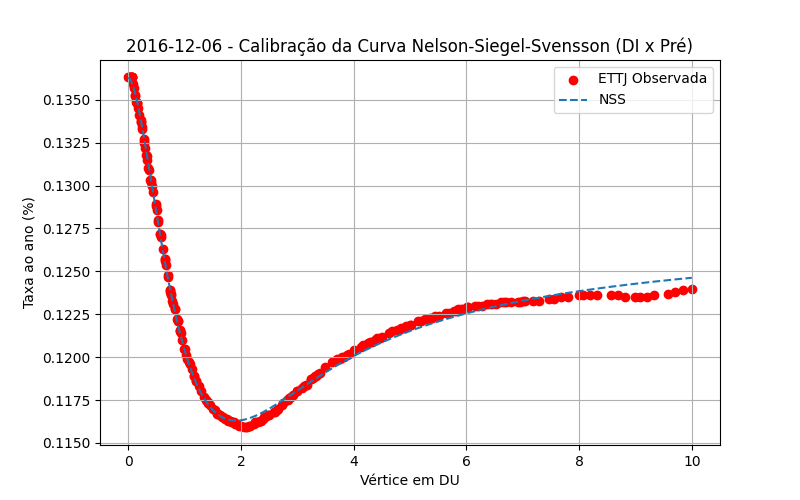 2016-12-06 - Calibração da Curva Nelson-Siegel-Svensson (DI x Pré)
ETTJ Observada
NSS
Taxa ao ano (%)
0.1350
0.1325
0.1300
0.1275
0.1250
0.1225
0.1200
0.1175
0.1150
0 2 4 6 8 10
Vértice em DU